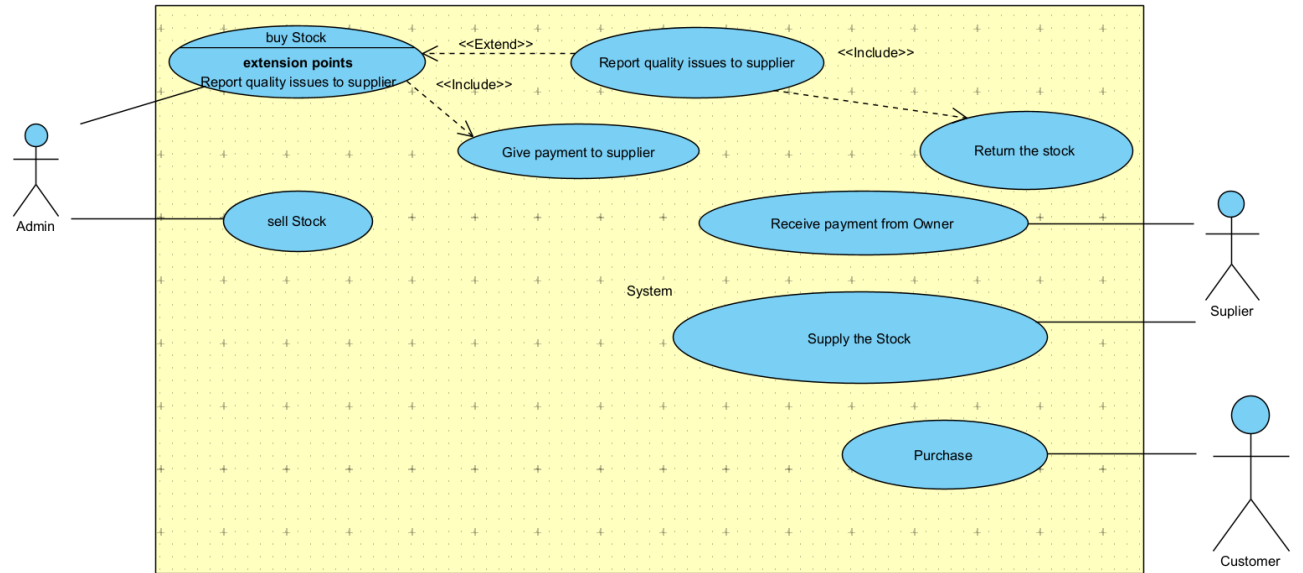 buy Stock
extension points
Report quality issues to supplier
<<Extend>>
Report quality issues to supplier
<<Include>>
<<Include>>
Give payment to supplier
Return the stock
Admin
sell Stock
Receive payment from Owner
System
Suplier
Supply the Stock
Purchase
Customer